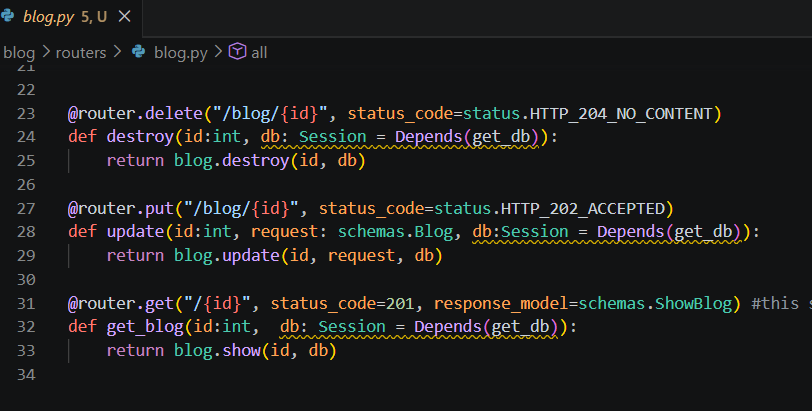 blog.py 5, U
blog > routers > blog.py > all
21
22
23 @router.delete("/blog/{id}", status_code=status.HTTP_204_NO_CONTENT)
24 def destroy(id:int, db: Session = Depends(get_db)):
25     return blog.destroy(id, db)
26
27 @router.put("/blog/{id}", status_code=status.HTTP_202_ACCEPTED)
28 def update(id:int, request: schemas.Blog, db:Session = Depends(get_db)):
29     return blog.update(id, request, db)
30
31 @router.get("/{id}", status_code=201, response_model=schemas.ShowBlog) #this s
32 def get_blog(id:int,  db: Session = Depends(get_db)):
33     return blog.show(id, db)
34